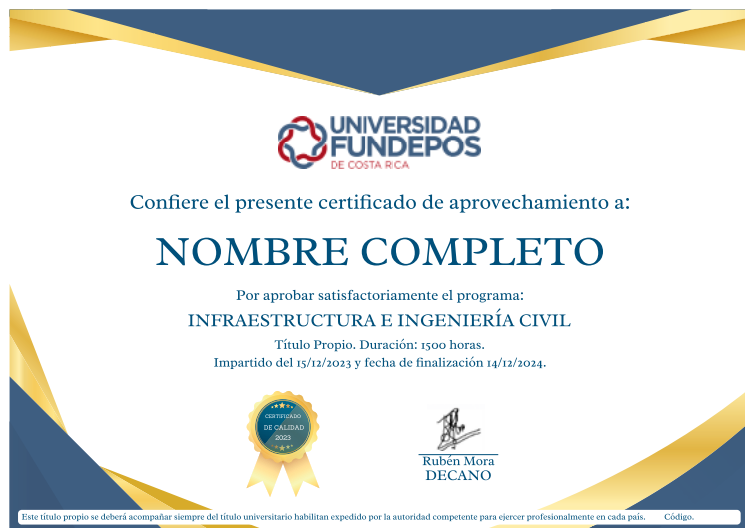 UNIVERSIDAD
FUNDEPOS
DE COSTA RICA
Confiere el presente certificado de aprovechamiento a:
NOMBRE COMPLETO
Por aprobar satisfactoriamente el programa:
INFRAESTRUCTURA E INGENIERÍA CIVIL
Título Propio. Duración: 1500 horas.
Impartido del 15/12/2023 y fecha de finalización 14/12/2024.
CERTIFICADO
DE CALIDAD
2023
Rubén Mora
DECANO
Este título propio se deberá acompañar siempre del título universitario habilitan expedido por la autoridad competente para ejercer profesionalmente en cada país. Código.